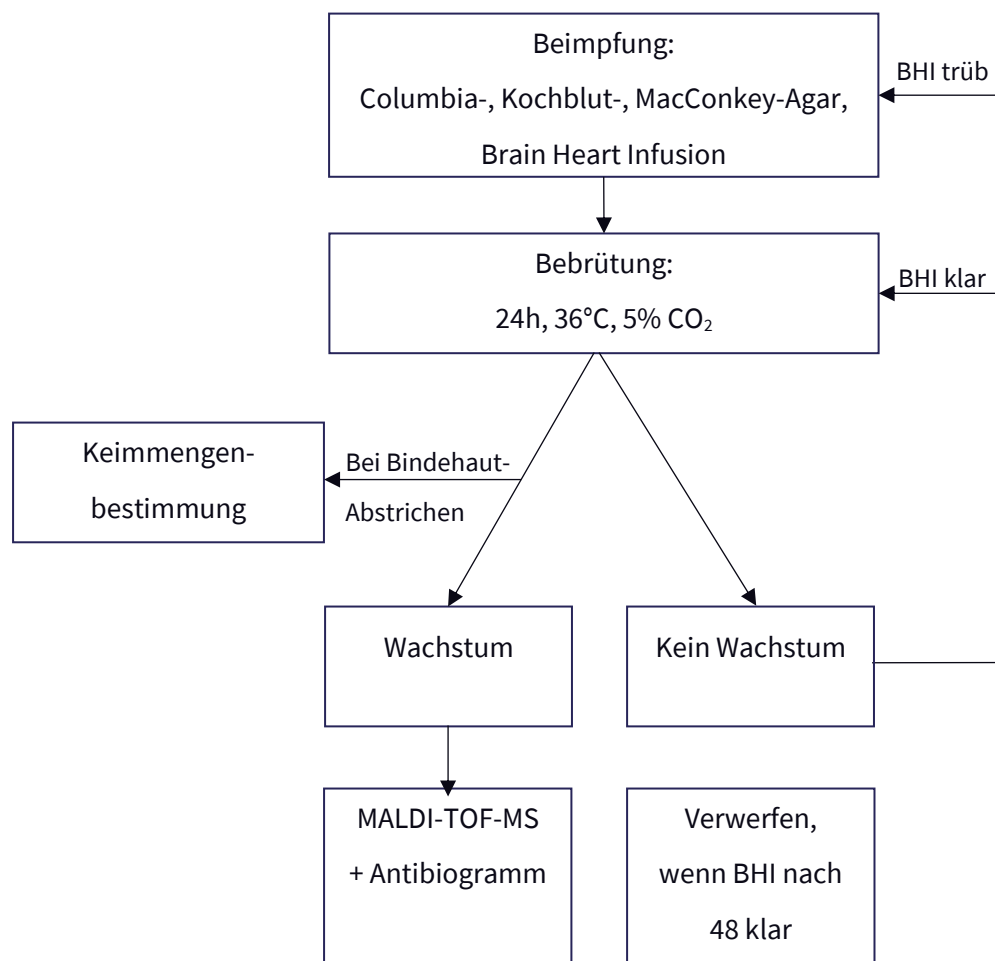 Beimpfung:
Columbia-, Kochblut-, MacConkey-Agar,
Brain Heart Infusion
BHI trüb
Bebrütung:
24h, 36°C, 5% CO₂
BHI klar
Keimmengen-
bestimmung
Bei Bindehaut-
Abstrichen
Wachstum
Kein Wachstum
MALDI-TOF-MS
+ Antibiogramm
Verwerfen,
wenn BHI nach
48 klar